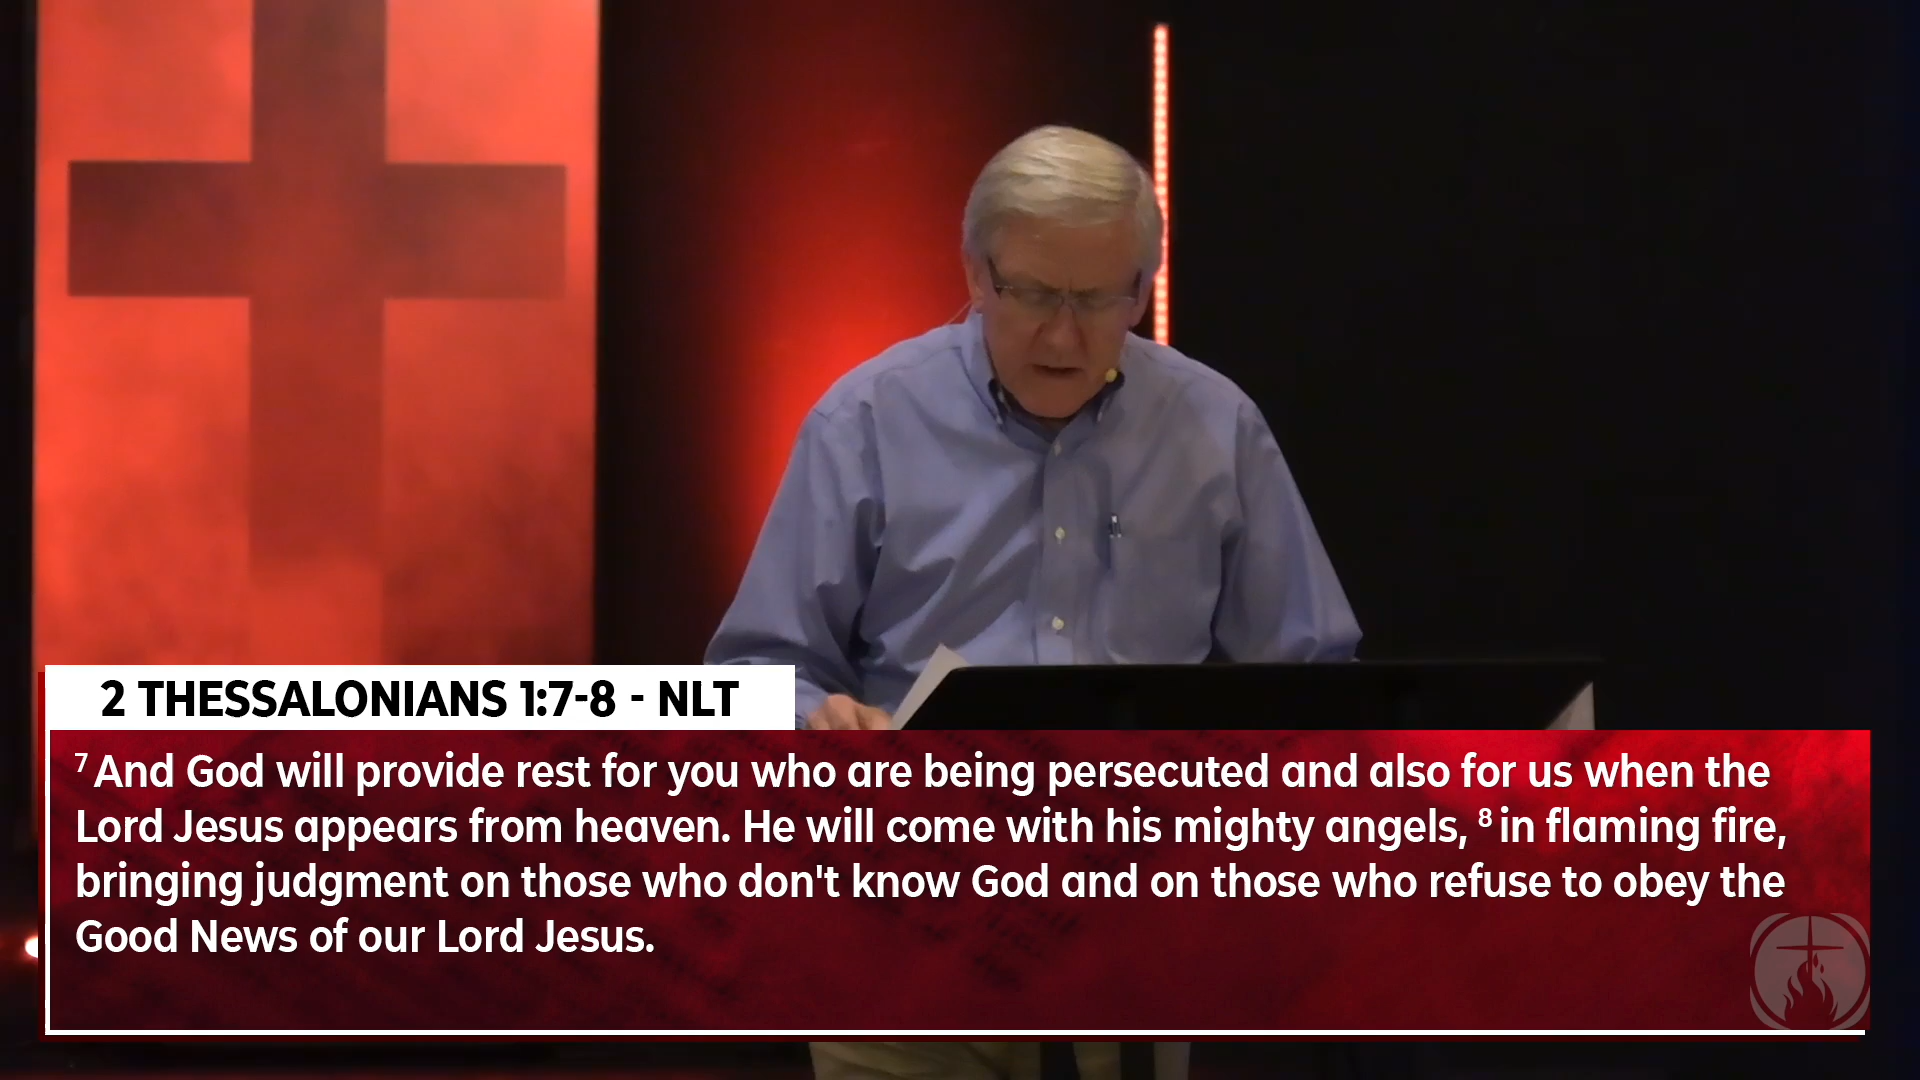 2 THESSALONIANS 1:7-8 - NLT
⁷ And God will provide rest for you who are being persecuted and also for us when the
Lord Jesus appears from heaven. He will come with his mighty angels, ⁸ in flaming fire,
bringing judgment on those who don't know God and on those who refuse to obey the
Good News of our Lord Jesus.